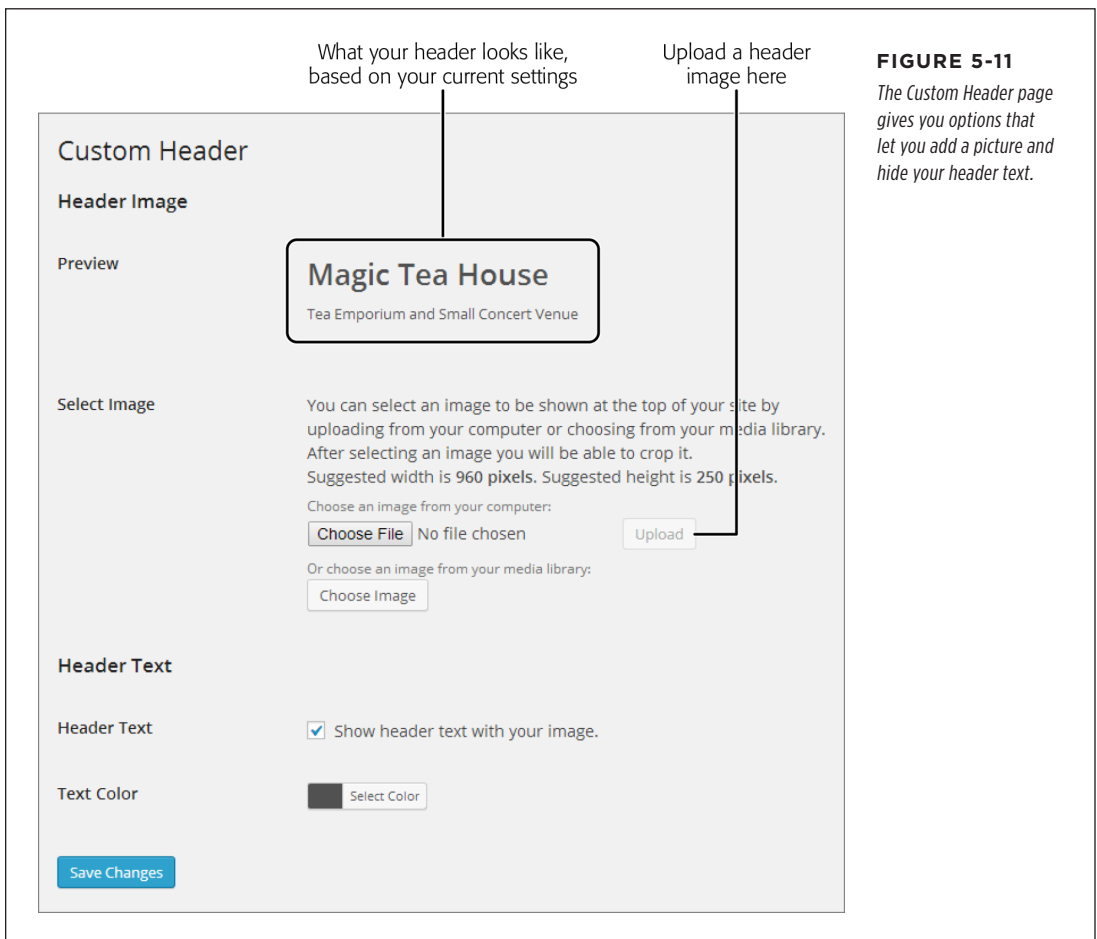 What your header looks like,
based on your current settings
Upload a header
image here
FIGURE 5-11
The Custom Header page
gives you options that
let you add a picture and
hide your header text.
Custom Header
Header Image
Preview
Magic Tea House
Tea Emporium and Small Concert Venue
Select Image
You can select an image to be shown at the top of your site by
uploading from your computer or choosing from your media library.
After selecting an image you will be able to crop it.
Suggested width is 960 pixels. Suggested height is 250 pixels.
Choose an image from your computer:
Choose File No file chosen
Upload
Or choose an image from your media library:
Choose Image
Header Text
Header Text
Show header text with your image.
Text Color
Select Color
Save Changes